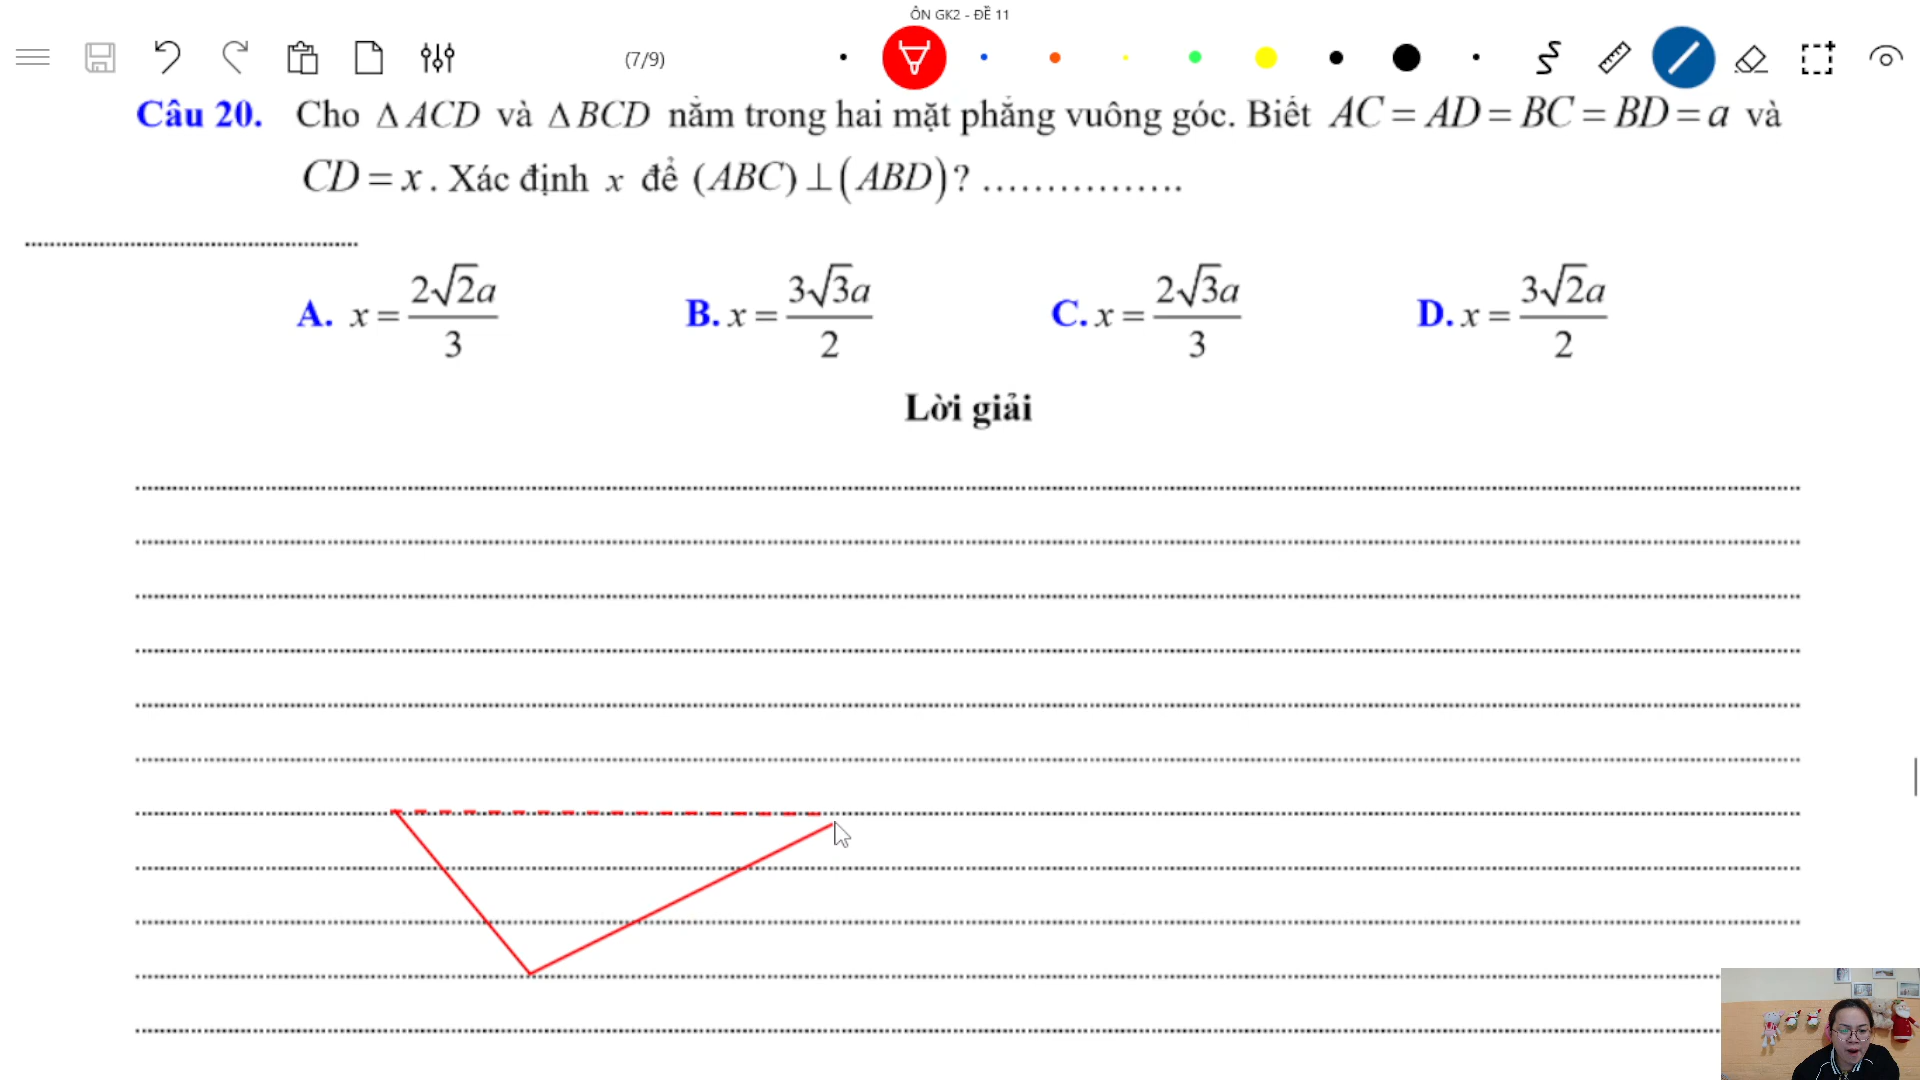 ÔN GK2 - ĐỀ 11
(7/9)
Câu 20. Cho Δ ACD và Δ BCD nằm trong hai mặt phẳng vuông góc. Biết AC = AD = BC = BD = a và
CD = x. Xác định x để (ABC) ⊥ (ABD)? ................
A. x = 2√2a/3 B. x = 3√3a/2 C. x = 2√3a/3 D. x = 3√2a/2
Lời giải